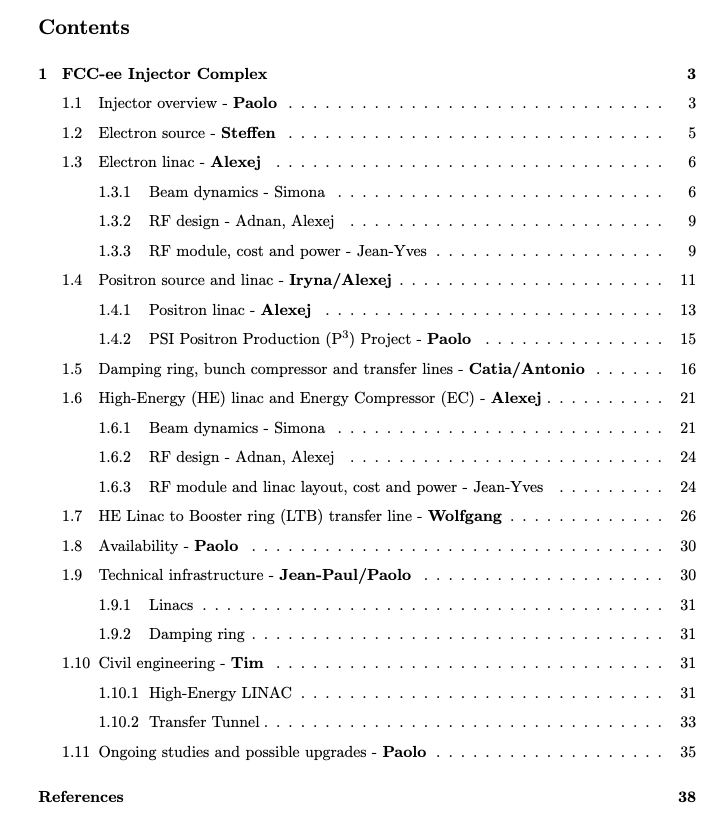 Contents
1 FCC-ee Injector Complex 3
1.1 Injector overview - Paolo . . . . . . . . . . . . . . . . . . . . . . . . . . . . . . . 3
1.2 Electron source - Steffen . . . . . . . . . . . . . . . . . . . . . . . . . . . . . . . 5
1.3 Electron linac - Alexej . . . . . . . . . . . . . . . . . . . . . . . . . . . . . . . . 6
1.3.1 Beam dynamics - Simona . . . . . . . . . . . . . . . . . . . . . . . . . . . 6
1.3.2 RF design - Adnan, Alexej . . . . . . . . . . . . . . . . . . . . . . . . . . 9
1.3.3 RF module, cost and power - Jean-Yves . . . . . . . . . . . . . . . . . . . 9
1.4 Positron source and linac - Iryna/Alexej . . . . . . . . . . . . . . . . . . . . . . 11
1.4.1 Positron linac - Alexej . . . . . . . . . . . . . . . . . . . . . . . . . . . . 13
1.4.2 PSI Positron Production (P³) Project - Paolo . . . . . . . . . . . . . . . 15
1.5 Damping ring, bunch compressor and transfer lines - Catia/Antonio . . . . . . 16
1.6 High-Energy (HE) linac and Energy Compressor (EC) - Alexej . . . . . . . . . . 21
1.6.1 Beam dynamics - Simona . . . . . . . . . . . . . . . . . . . . . . . . . . . 21
1.6.2 RF design - Adnan, Alexej . . . . . . . . . . . . . . . . . . . . . . . . . . 24
1.6.3 RF module and linac layout, cost and power - Jean-Yves . . . . . . . . . 24
1.7 HE Linac to Booster ring (LTB) transfer line - Wolfgang . . . . . . . . . . . . . 26
1.8 Availability - Paolo . . . . . . . . . . . . . . . . . . . . . . . . . . . . . . . . . . 30
1.9 Technical infrastructure - Jean-Paul/Paolo . . . . . . . . . . . . . . . . . . . . 30
1.9.1 Linacs . . . . . . . . . . . . . . . . . . . . . . . . . . . . . . . . . . . . . . 31
1.9.2 Damping ring . . . . . . . . . . . . . . . . . . . . . . . . . . . . . . . . . . 31
1.10 Civil engineering - Tim . . . . . . . . . . . . . . . . . . . . . . . . . . . . . . . . 31
1.10.1 High-Energy LINAC . . . . . . . . . . . . . . . . . . . . . . . . . . . . . . 31
1.10.2 Transfer Tunnel . . . . . . . . . . . . . . . . . . . . . . . . . . . . . . . . . 33
1.11 Ongoing studies and possible upgrades - Paolo . . . . . . . . . . . . . . . . . . . 35
References 38